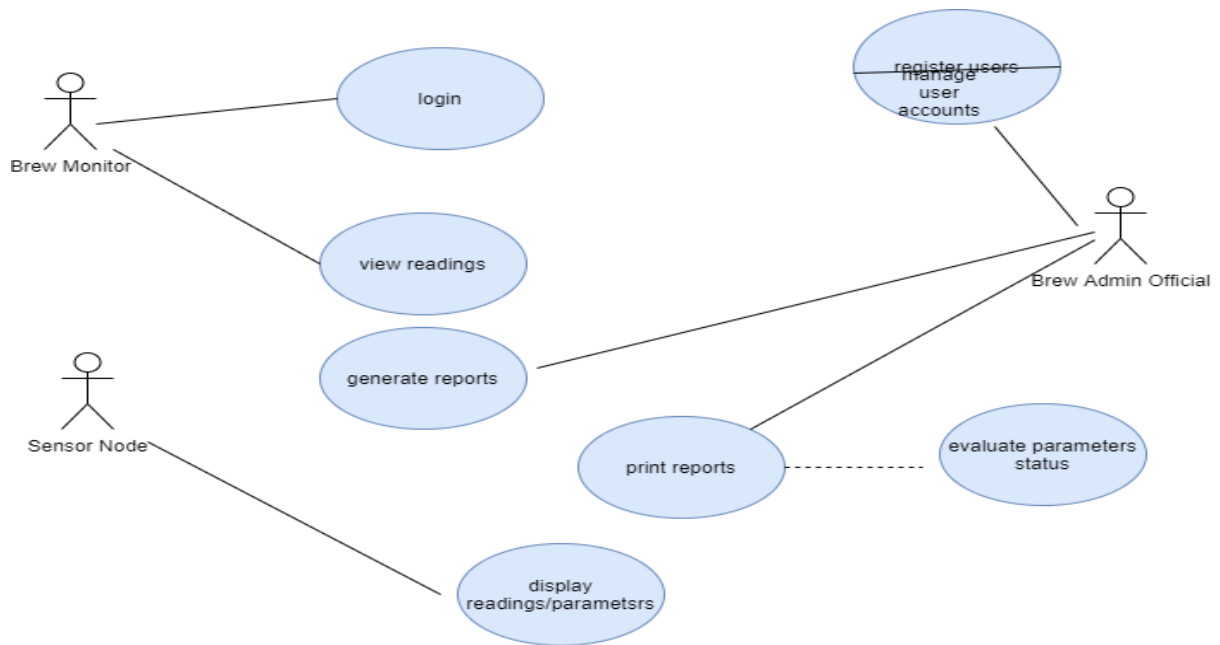 login
register users
manage
user
accounts
Brew Monitor
view readings
Brew Admin Official
generate reports
Sensor Node
print reports
evaluate parameters
status
display
readings/parametsrs